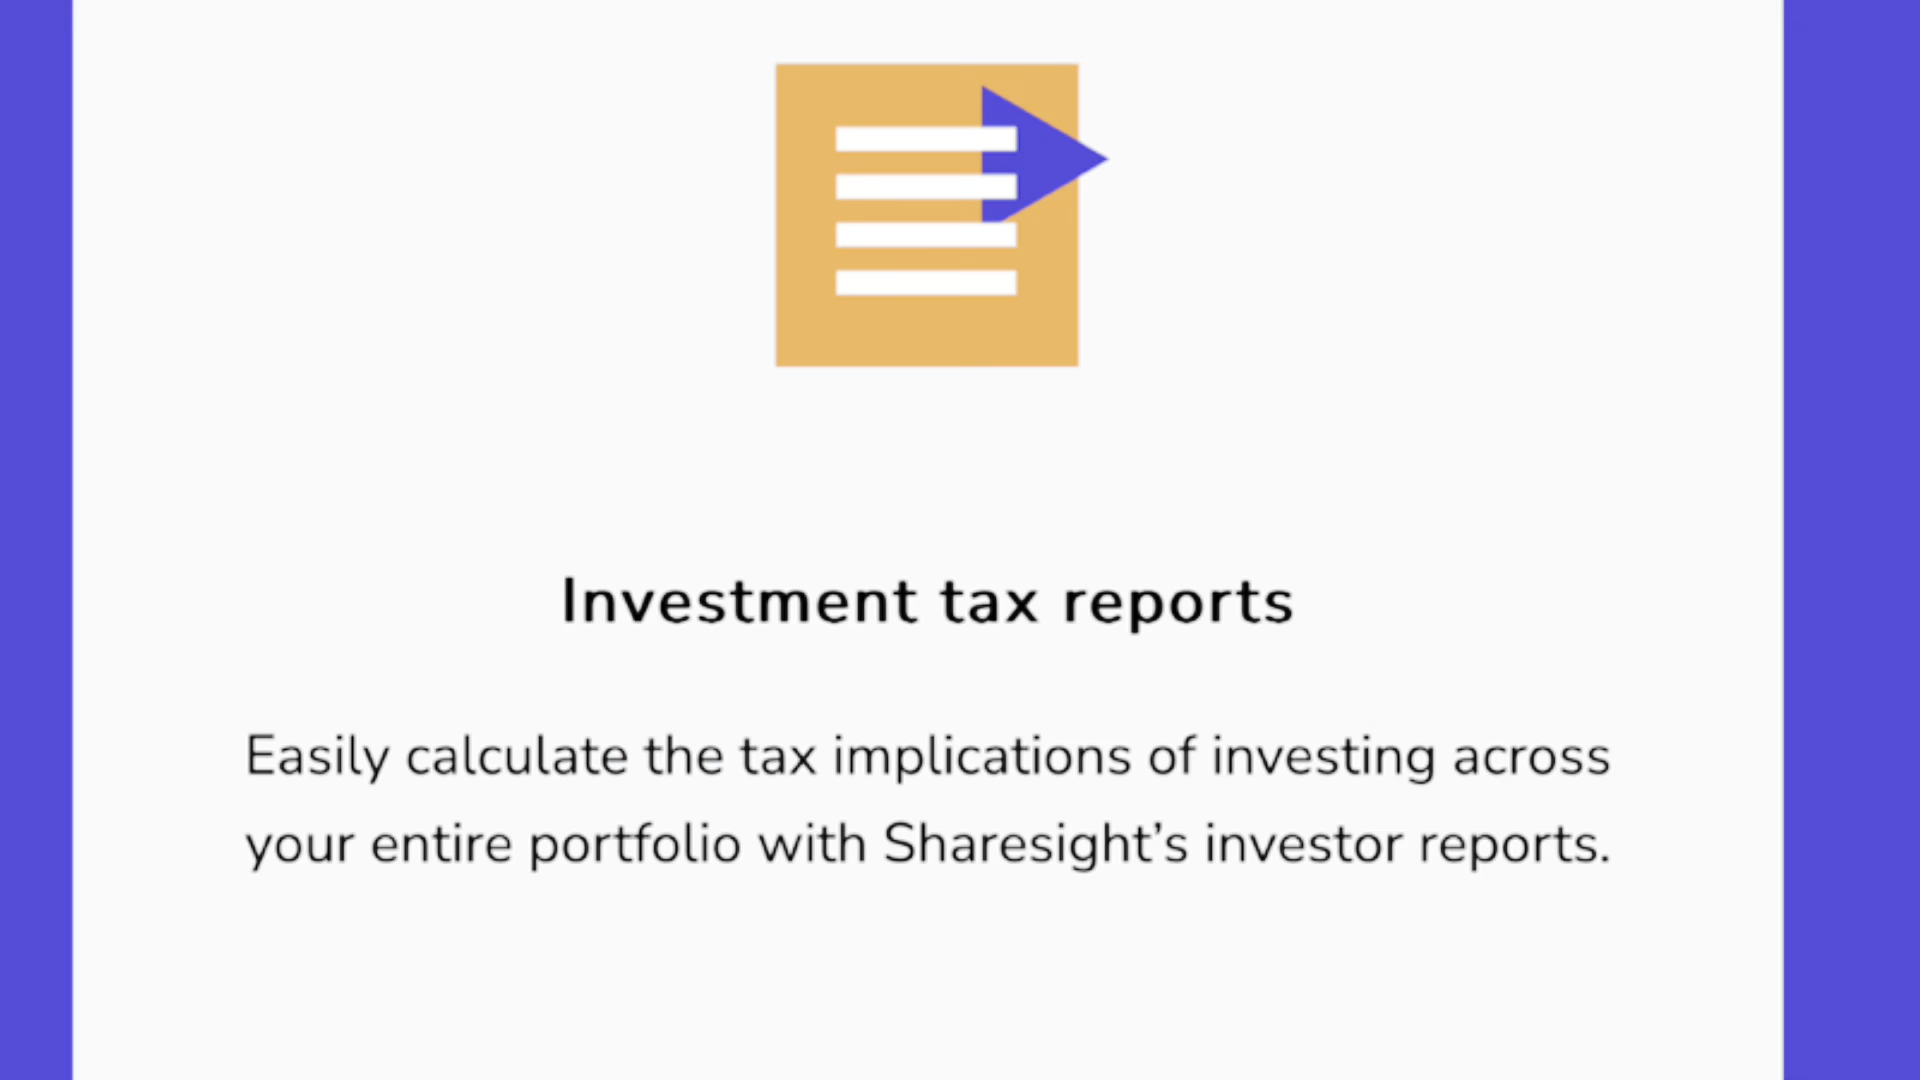 Investment tax reports
Easily calculate the tax implications of investing across
your entire portfolio with Sharesight’s investor reports.